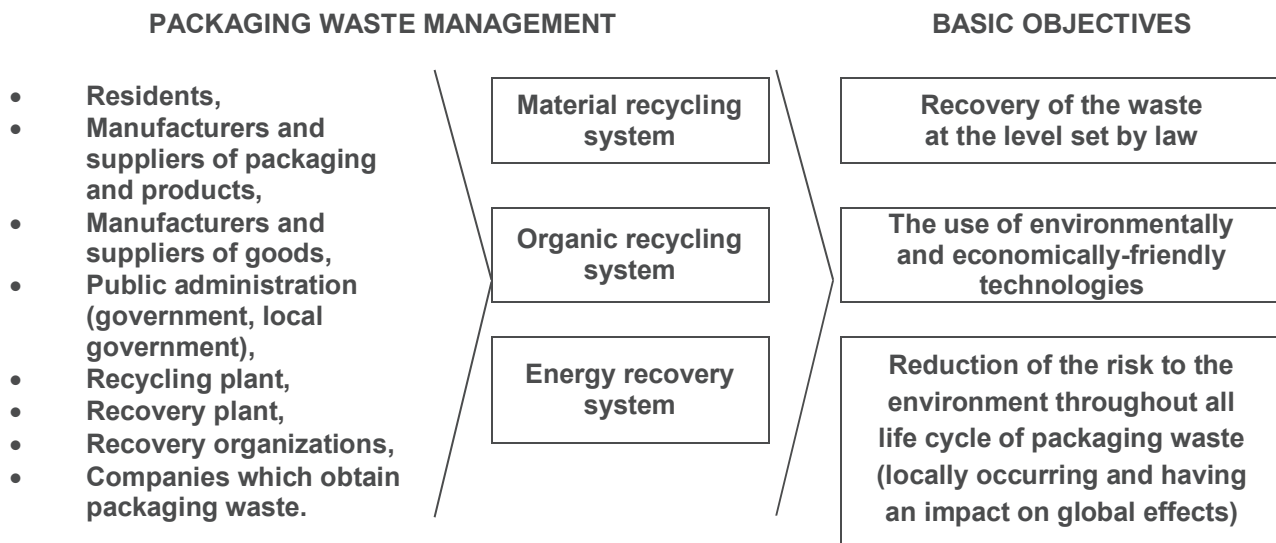 PACKAGING WASTE MANAGEMENT
BASIC OBJECTIVES
• Residents,
• Manufacturers and
suppliers of packaging
and products,
• Manufacturers and
suppliers of goods,
• Public administration
(government, local
government),
• Recycling plant,
• Recovery plant,
• Recovery organizations,
• Companies which obtain
packaging waste.
Material recycling
system
Organic recycling
system
Energy recovery
system
Recovery of the waste
at the level set by law
The use of environmentally
and economically-friendly
technologies
Reduction of the risk to the
environment throughout all
life cycle of packaging waste
(locally occurring and having
an impact on global effects)